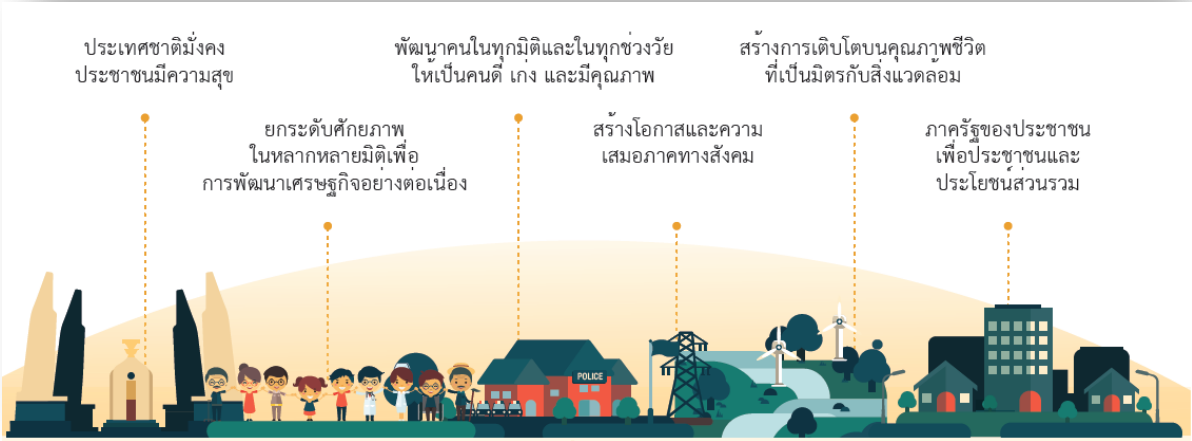 ประเทศชาติมั่งคง
ประชาชนมีความสุข
ยกระดับศักยภาพ
ในหลากหลายมิติเพื่อ
การพัฒนาเศรษฐกิจอย่างต่อเนื่อง
พัฒนาคนในทุกมิติและในทุกช่วงวัย
ให้เป็นคนดี เก่ง และมีคุณภาพ
สร้างโอกาสและความ
เสมอภาคทางสังคม
สร้างการเติบโตบนคุณภาพชีวิต
ที่เป็นมิตรกับสิ่งแวดล้อม
ภาครัฐของประชาชน
เพื่อประชาชนและ
ประโยชน์ส่วนรวม
POLICE